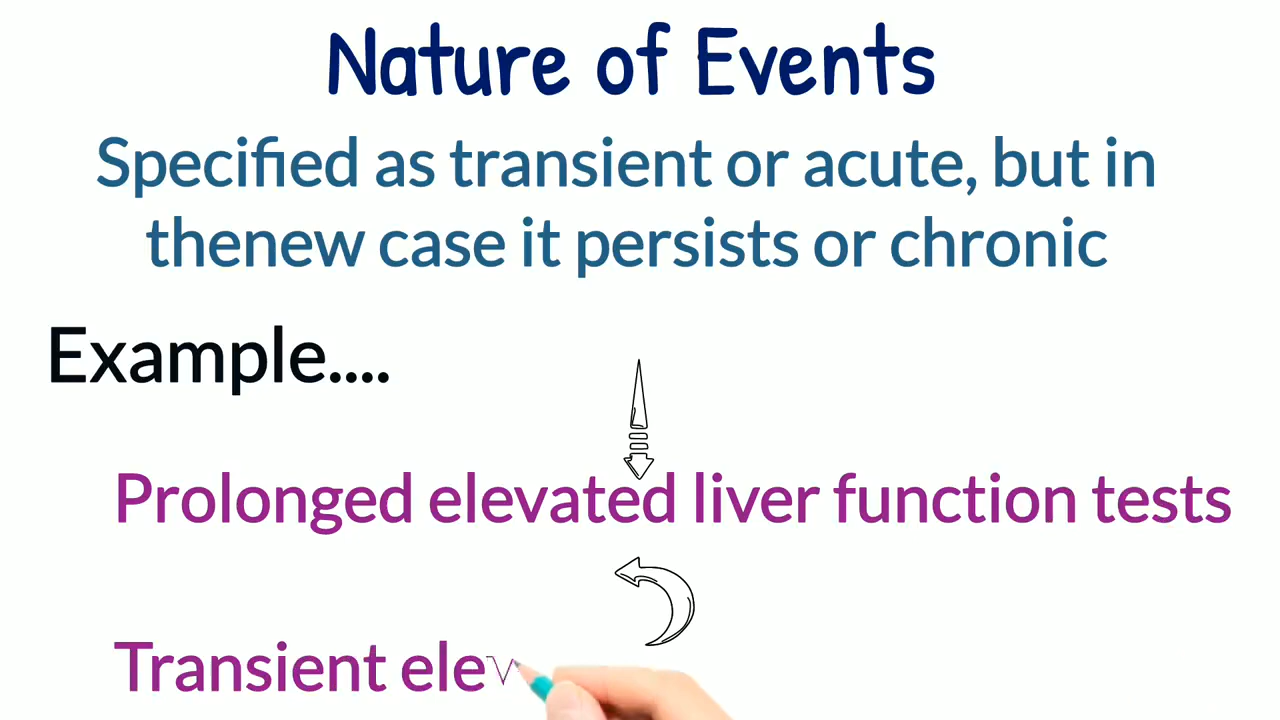 Nature of Events
Specified as transient or acute, but in
thenew case it persists or chronic
Example....
Prolonged elevated liver function tests
Transient elev